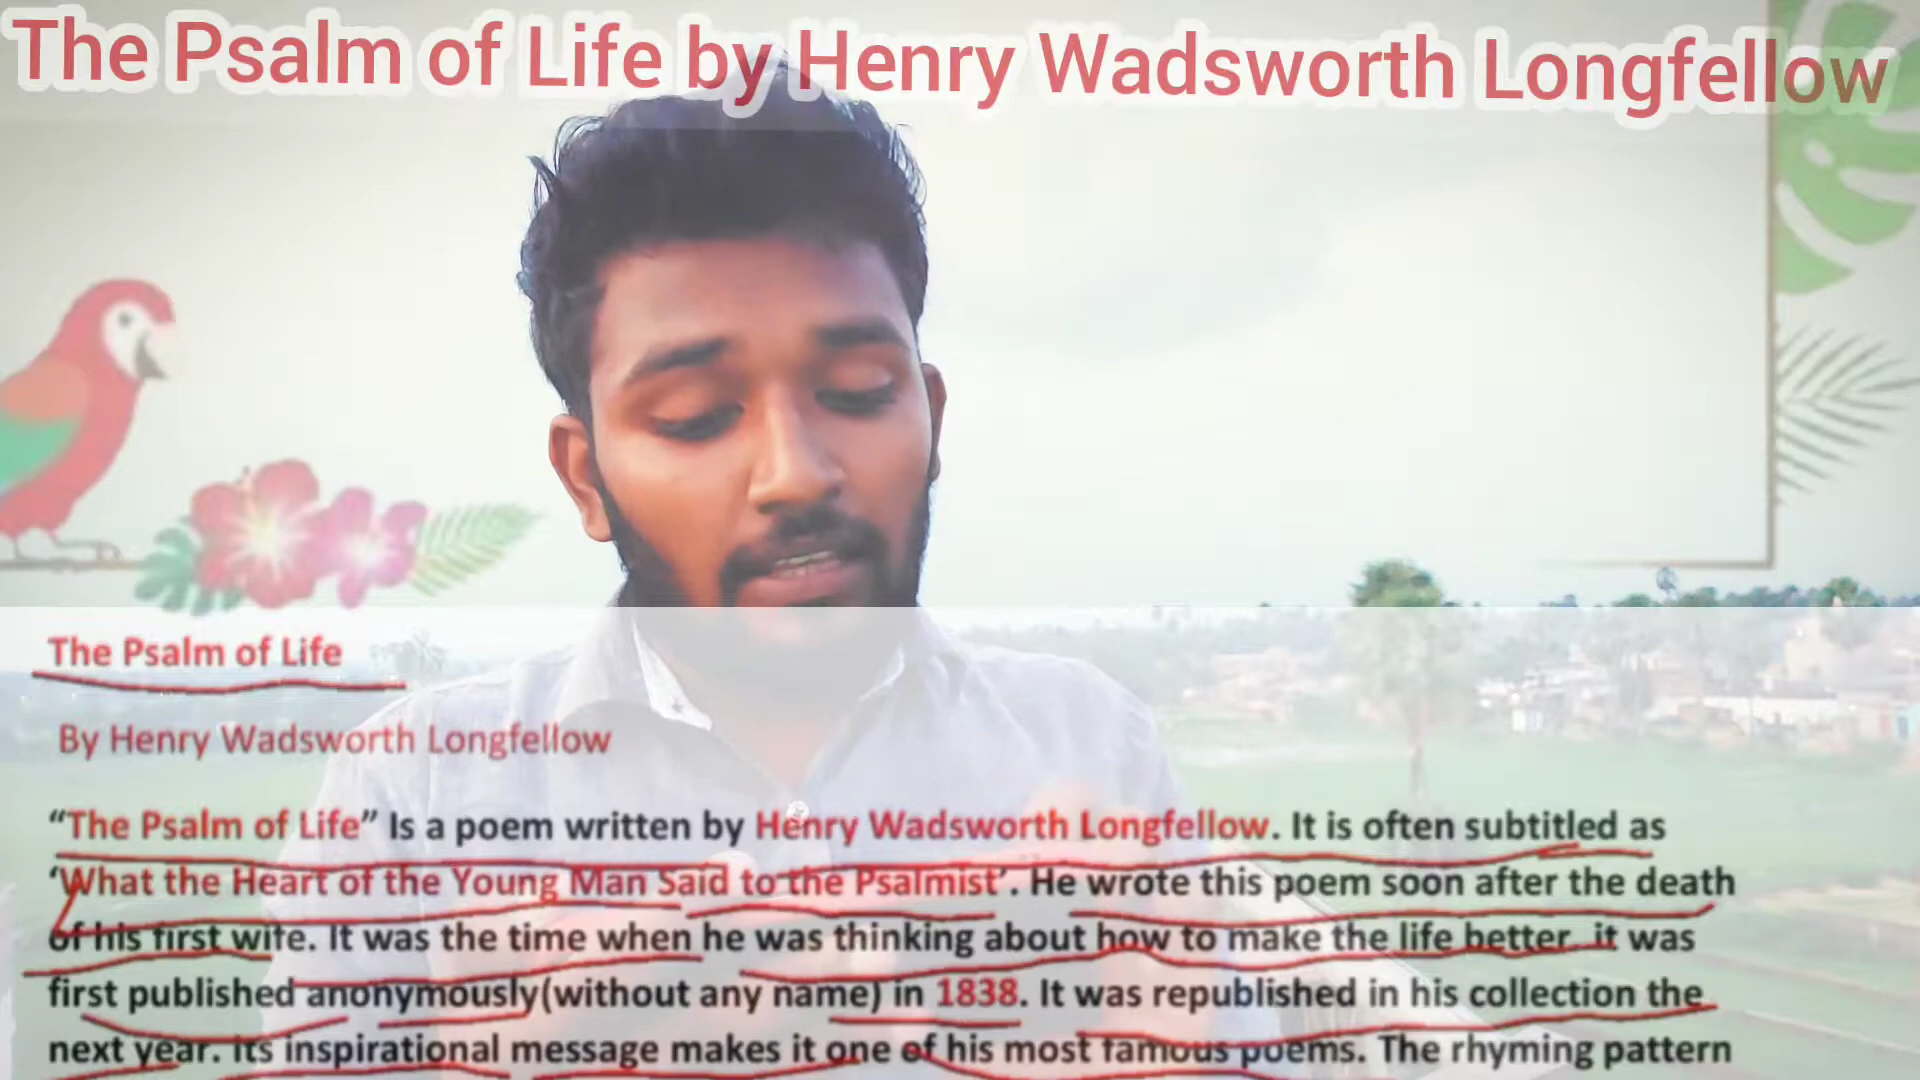 The Psalm of Life by Henry Wadsworth Longfellow
The Psalm of Life
By Henry Wadsworth Longfellow
“The Psalm of Life” Is a poem written by Henry Wadsworth Longfellow. It is often subtitled as
‘What the Heart of the Young Man Said to the Psalmist’. He wrote this poem soon after the death
of his first wife. It was the time when he was thinking about how to make the life better. it was
first published anonymously(without any name) in 1838. It was republished in his collection the
next year. Its inspirational message makes it one of his most famous poems. The rhyming pattern